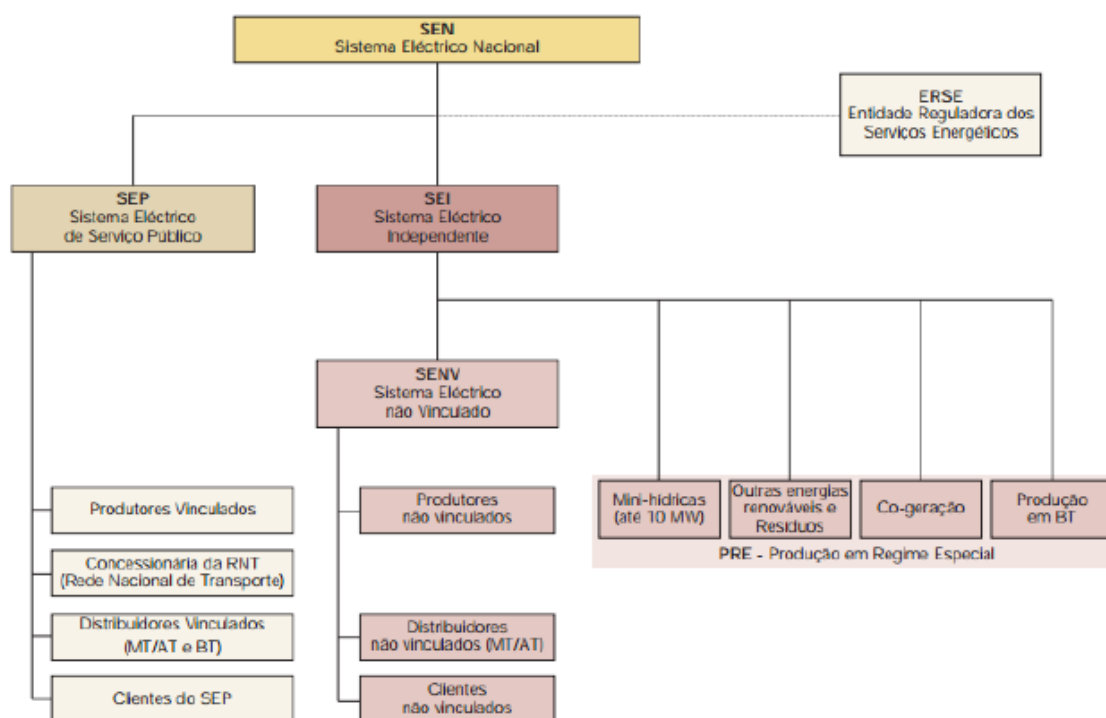 SEN
Sistema Eléctrico Nacional
ERSE
Entidade Reguladora dos
Serviços Energéticos
SEP
Sistema Eléctrico
de Serviço Público
SEI
Sistema Eléctrico
Independente
SENV
Sistema Eléctrico
não Vinculado
Produtores Vinculados
Concessionária da RNT
(Rede Nacional de Transporte)
Distribuidores Vinculados
(MT/AT e BT)
Clientes do SEP
Produtores
não vinculados
Distribuidores
não vinculados (MT/AT)
Clientes
não vinculados
Mini-hídricas
(até 10 MW)
Outras energias
renováveis e
Resíduos
Co-geração
Produção
em BT
PRE - Produção em Regime Especial